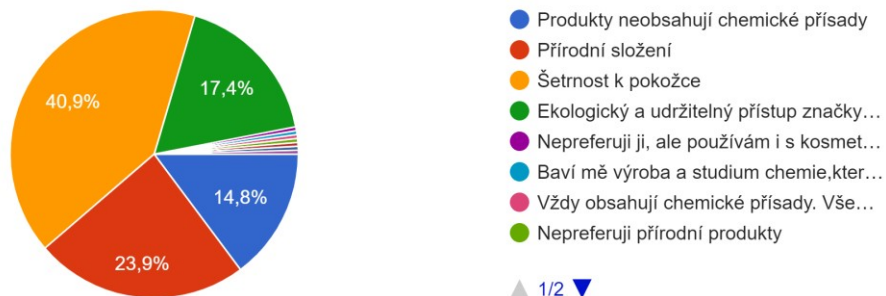 40,9%
17,4%
14,8%
23,9%
Produkty neobsahují chemické přísady
Přírodní složení
Šetrnost k pokožce
Ekologický a udržitelný přístup značky…
Nepreferuji ji, ale používám i s kosmet…
Baví mě výroba a studium chemie,kter…
Vždy obsahují chemické přísady. Vše…
Nepreferuji přírodní produkty
1/2